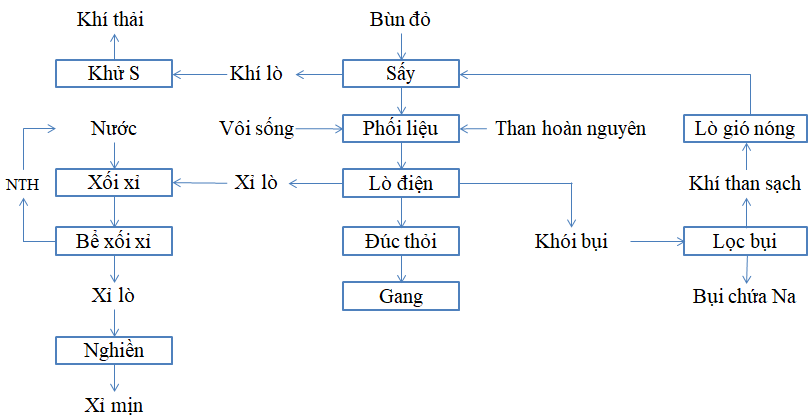 Khí thải
Bùn đỏ
Khử S
Khí lò
Sấy
Nước
Vôi sống
Phối liệu
Than hoàn nguyên
Lò gió nóng
NTH
Xối xỉ
Xỉ lò
Lò điện
Khí than sạch
Bể xối xỉ
Đúc thỏi
Khói bụi
Lọc bụi
Xỉ lò
Gang
Bụi chứa Na
Nghiền
Xỉ mịn